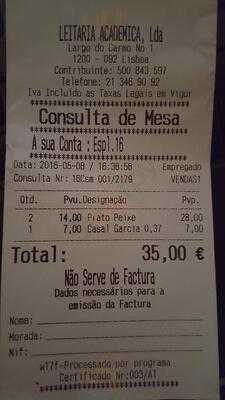 LEITARIA ACADEMICA, Lda
Largo do Carmo No 1
1200 - 092 Lisboa
Contribuinte: 500 843 597
Telefone: 21 346 90 92
Iva Incluido as Taxas Legais em Vigor
Consulta de Mesa
A sua Conta : Espl.16
Data: 2016-05-08 / 16:38:56 Empregado
Consulta Nr: 16Csm 001/2179 VENDAS1
Qtd. Pvu. Designação Pvp.
2 14,00 Prato Peixe 28,00
1 7,00 Casal Garcia 0,37 7,00
Total: 35,00 €
Não Serve de Factura
Dados necessários para a
emissão da Factura
Nome:
Morada:
Nif:
w17f-Processado por programa
Certificado Nr:003/AT